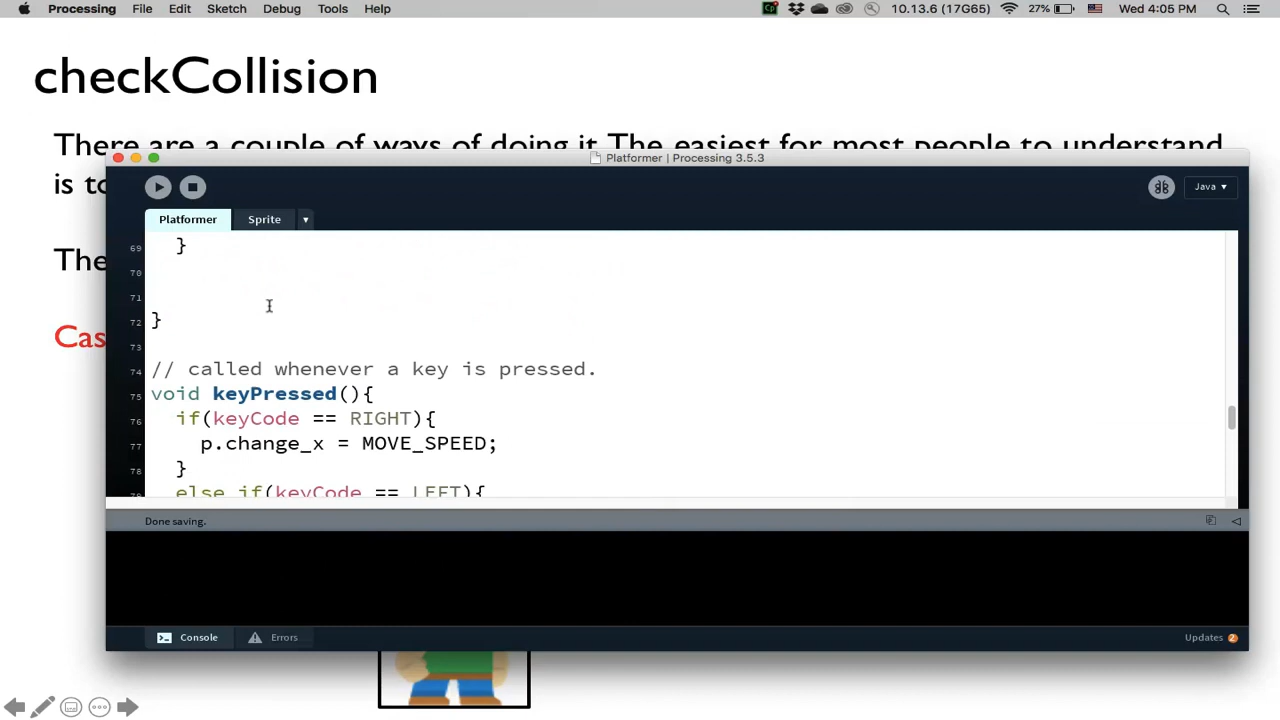 Processing File Edit Sketch Debug Tools Help 10.13.6 (17G65) 27% Wed 4:05 PM
checkCollision
There are a couple of ways of doing it. The easiest for most people to understand
is to
Platformer | Processing 3.5.3
Java ▾
Platformer Sprite ▾
The
Cas
69 }
70
71
72 }
73
74 // called whenever a key is pressed.
75 void keyPressed(){
76 if(keyCode == RIGHT){
77 p.change_x = MOVE_SPEED;
78 }
79 else if(keyCode == LEFT){
Done saving.
Console Errors Updates 2